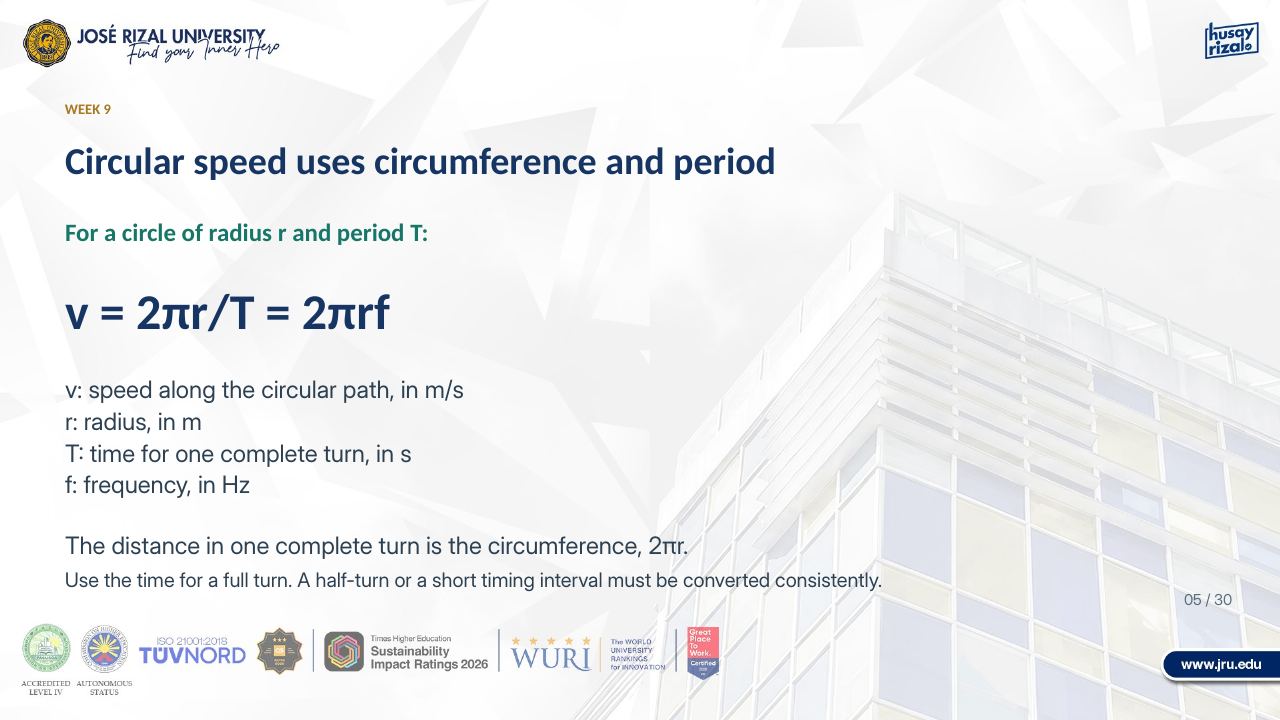 JOSÉ RIZAL UNIVERSITY
Find your Inner Hero
husay
rizal
WEEK 9
Circular speed uses circumference and period
For a circle of radius r and period T:
v = 2πr/T = 2πrf
v: speed along the circular path, in m/s
r: radius, in m
T: time for one complete turn, in s
f: frequency, in Hz
The distance in one complete turn is the circumference, 2πr.
Use the time for a full turn. A half-turn or a short timing interval must be converted consistently.
05 / 30
ISO 21001:2018
TÜVNORD
Times Higher Education
Sustainability
Impact Ratings 2026
WURI
The WORLD
UNIVERSITY
RANKINGS
for INNOVATION
Great
Place
To
Work.
Certified
ACCREDITED
LEVEL IV
AUTONOMOUS
STATUS
www.jru.edu